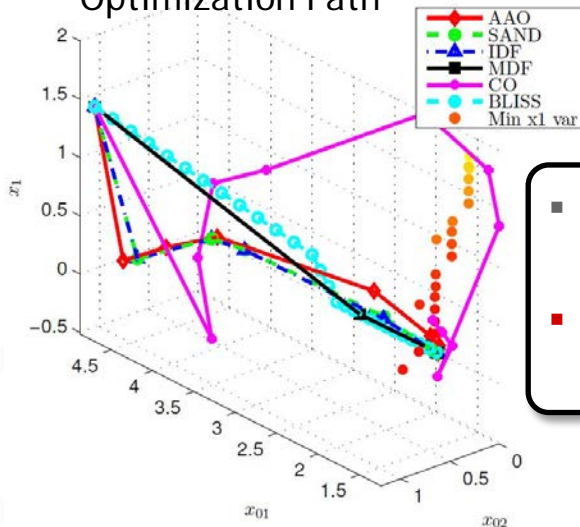 Optimization Path
AAO
SAND
IDF
MDF
CO
BLISS
Min x1 var
2
1.5
1
0.5
0
−0.5
x1
4.5
4
3.5
3
2.5
2
1.5
x01
1
0.5
0
x02